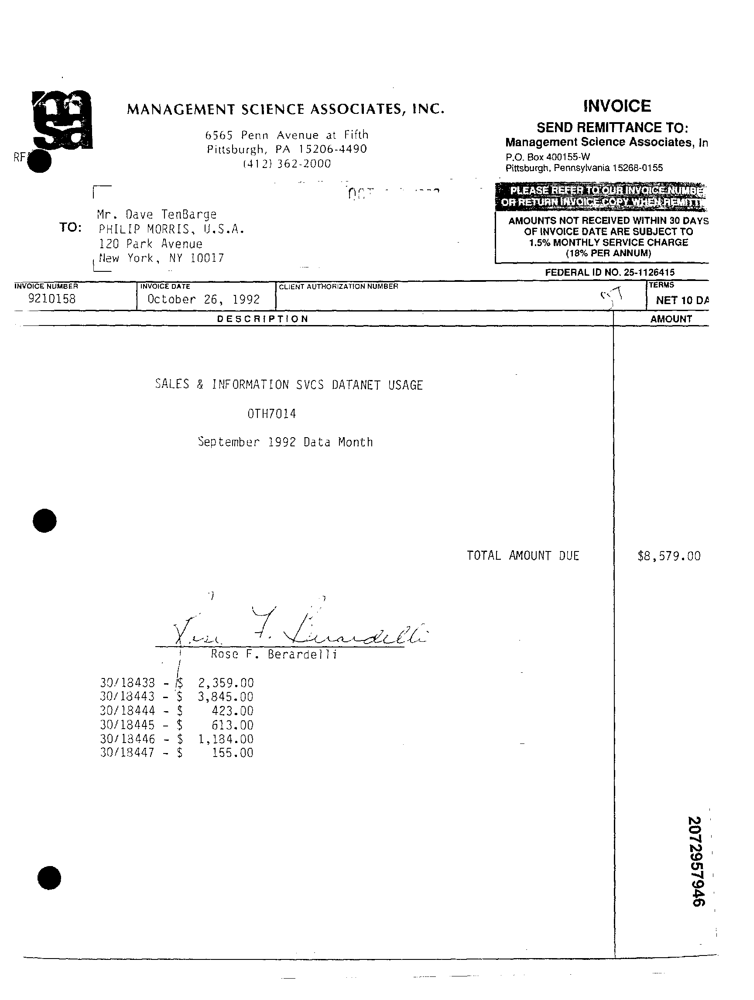 msa
MANAGEMENT SCIENCE ASSOCIATES, INC.
6565 Penn Avenue at Fifth
Pittsburgh, PA 15206-4490
(412) 362-2000
INVOICE
SEND REMITTANCE TO:
Management Science Associates, In
P.O. Box 400155-W
Pittsburgh, Pennsylvania 15268-0155
PLEASE REFER TO OUR INVOICE NUMBE
OR RETURN INVOICE COPY WHEN REMITTI
AMOUNTS NOT RECEIVED WITHIN 30 DAYS
OF INVOICE DATE ARE SUBJECT TO
1.5% MONTHLY SERVICE CHARGE
(18% PER ANNUM)
FEDERAL ID NO. 25-1126415
RF
OCT
TO:
Mr. Dave TenBarge
PHILIP MORRIS, U.S.A.
120 Park Avenue
New York, NY 10017
INVOICE NUMBER
9210158
INVOICE DATE
October 26, 1992
CLIENT AUTHORIZATION NUMBER
TERMS
NET 10 DA
DESCRIPTION
AMOUNT
SALES & INFORMATION SVCS DATANET USAGE
OTH7014
September 1992 Data Month
TOTAL AMOUNT DUE $8,579.00
Rose F. Berardelli
Rose F. Berardelli
30/18438 - $ 2,359.00
30/18443 - $ 3,845.00
30/18444 - $ 423.00
30/18445 - $ 613.00
30/18446 - $ 1,184.00
30/18447 - $ 155.00
2072957946